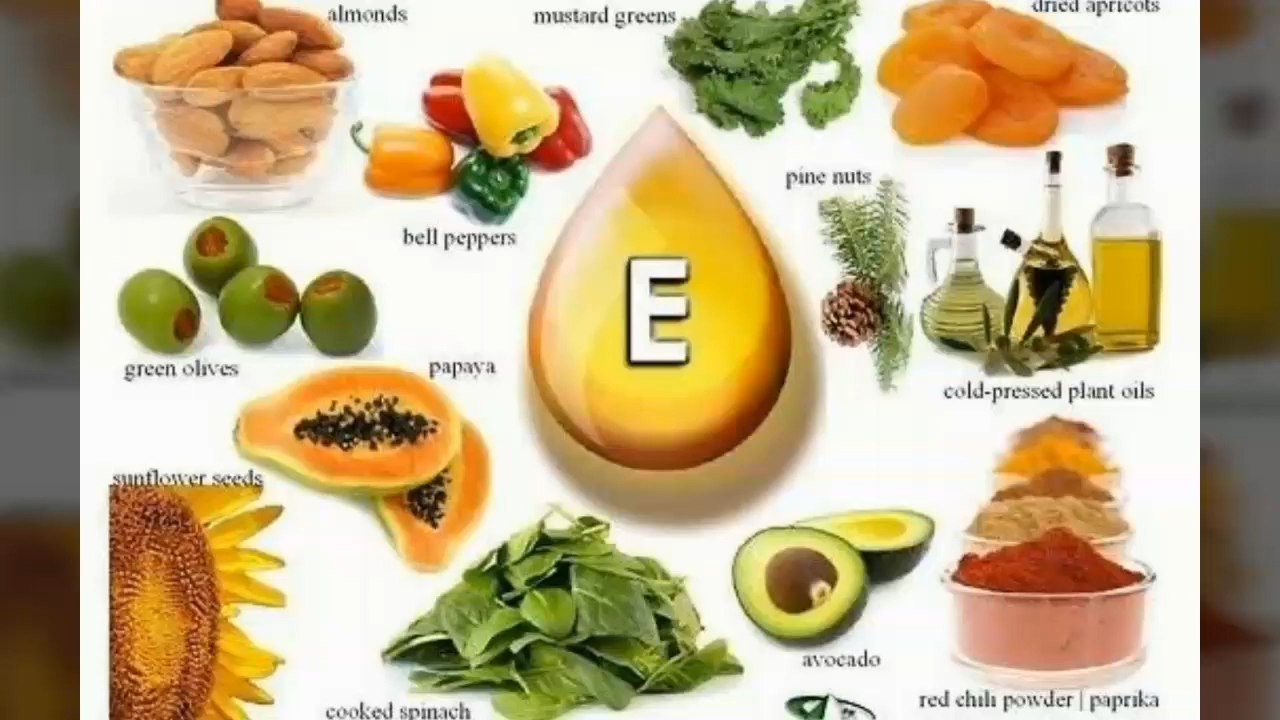 almonds
mustard greens
dried apricots
bell peppers
pine nuts
green olives
papaya
E
cold-pressed plant oils
sunflower seeds
avocado
cooked spinach
red chili powder | paprika